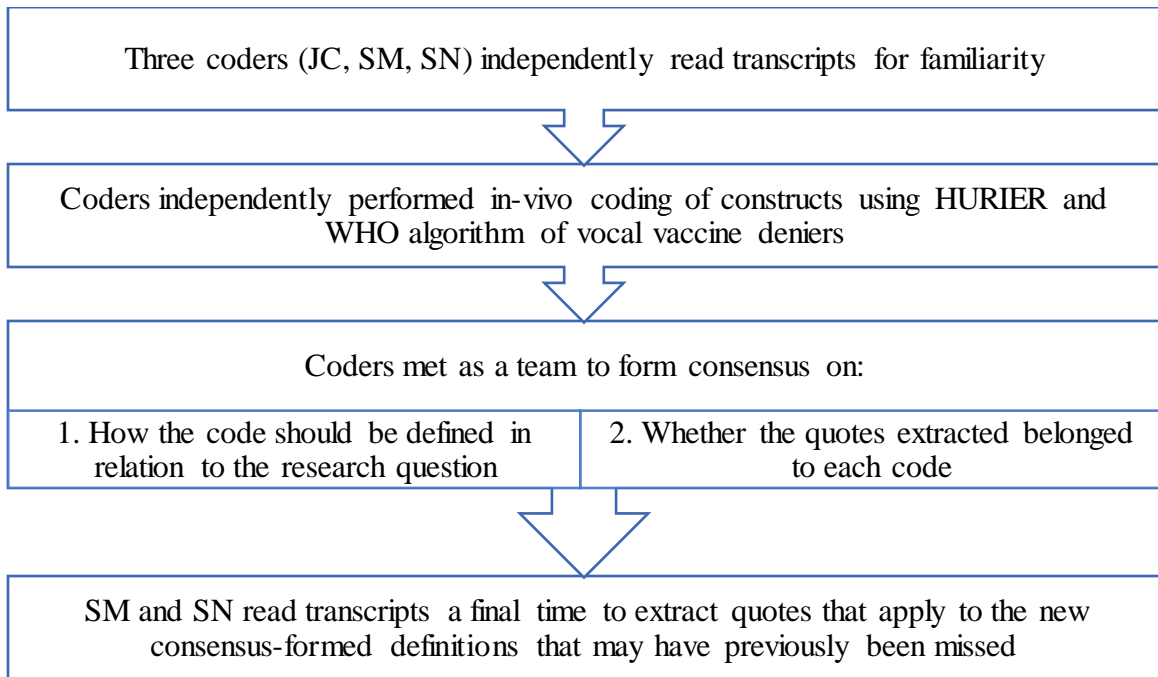 Three coders (JC, SM, SN) independently read transcripts for familiarity
Coders independently performed in-vivo coding of constructs using HURIER and
WHO algorithm of vocal vaccine deniers
Coders met as a team to form consensus on:
1. How the code should be defined in
relation to the research question
2. Whether the quotes extracted belonged
to each code
SM and SN read transcripts a final time to extract quotes that apply to the new
consensus-formed definitions that may have previously been missed